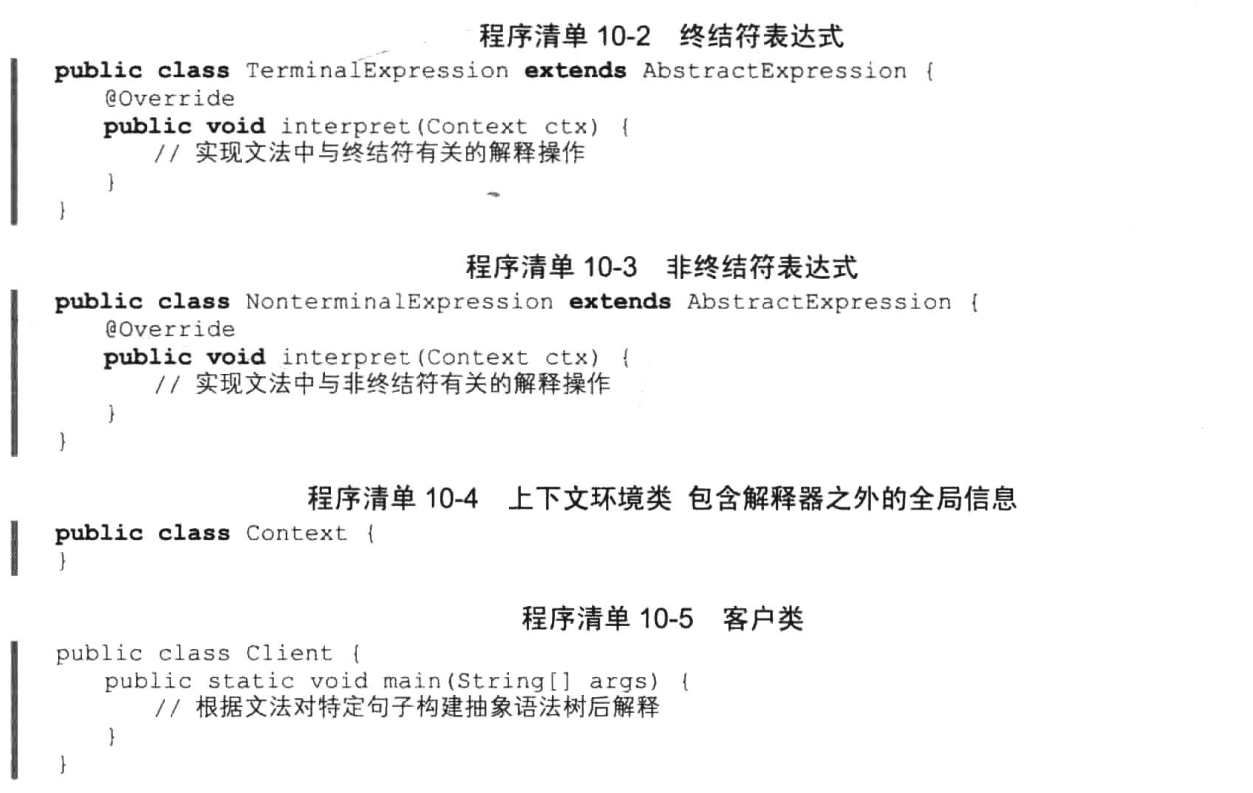 程序清单 10-2 终结符表达式
public class TerminalExpression extends AbstractExpression {
@Override
public void interpret(Context ctx) {
// 实现文法中与终结符有关的解释操作
}
}
程序清单 10-3 非终结符表达式
public class NonterminalExpression extends AbstractExpression {
@Override
public void interpret(Context ctx) {
// 实现文法中与非终结符有关的解释操作
}
}
程序清单 10-4 上下文环境类 包含解释器之外的全局信息
public class Context {
}
程序清单 10-5 客户类
public class Client {
public static void main(String[] args) {
// 根据文法对特定句子构建抽象语法树后解释
}
}